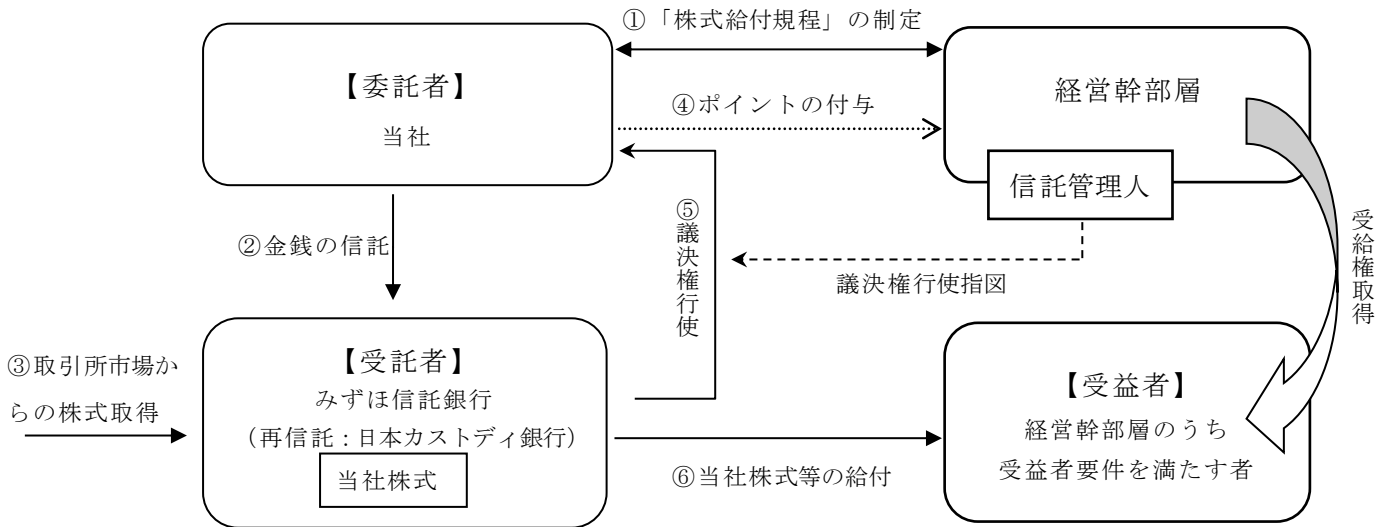 ①「株式給付規程」の制定
【委託者】
当社
④ポイントの付与
経営幹部層
信託管理人
②金銭の信託
⑤議決権行使
議決権行使指図
受給権取得
③取引所市場か
らの株式取得
【受託者】
みずほ信託銀行
（再信託：日本カストディ銀行）
当社株式
⑥当社株式等の給付
【受益者】
経営幹部層のうち
受益者要件を満たす者